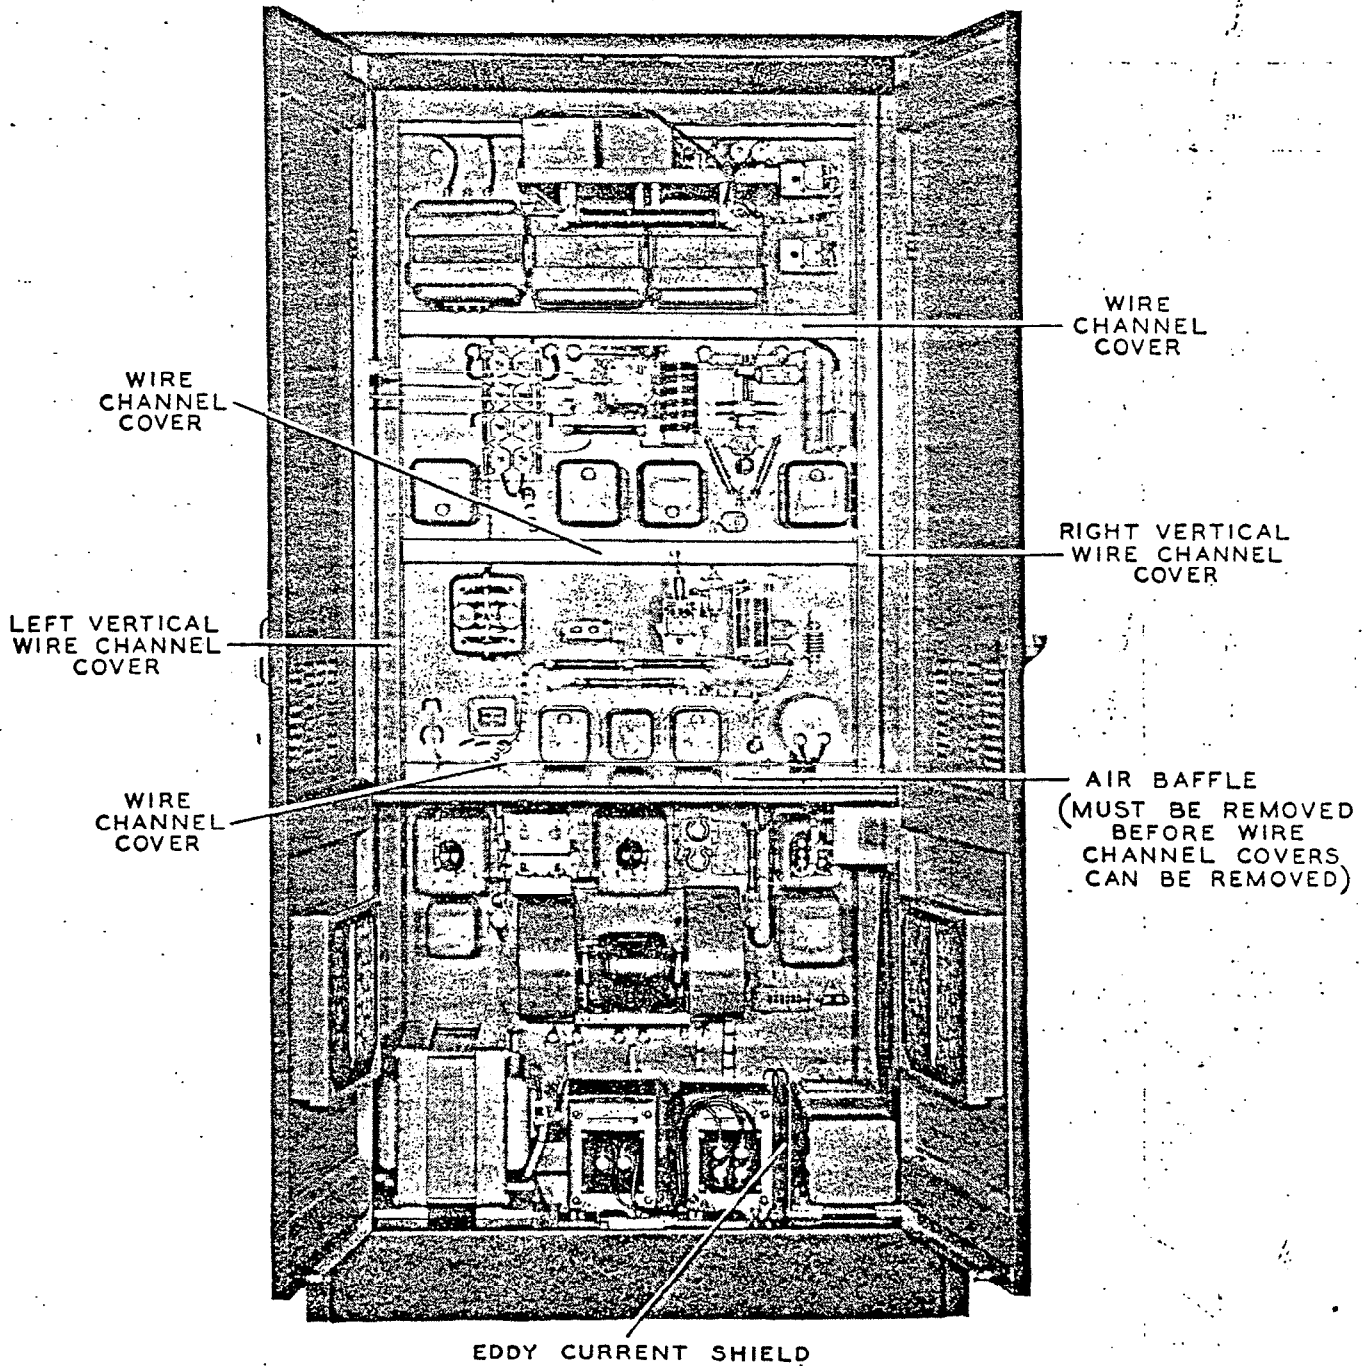 WIRE
CHANNEL
COVER
WIRE
CHANNEL
COVER
RIGHT VERTICAL
WIRE CHANNEL
COVER
LEFT VERTICAL
WIRE CHANNEL
COVER
AIR BAFFLE
(MUST BE REMOVED
BEFORE WIRE
CHANNEL COVERS
CAN BE REMOVED)
WIRE
CHANNEL
COVER
EDDY CURRENT SHIELD